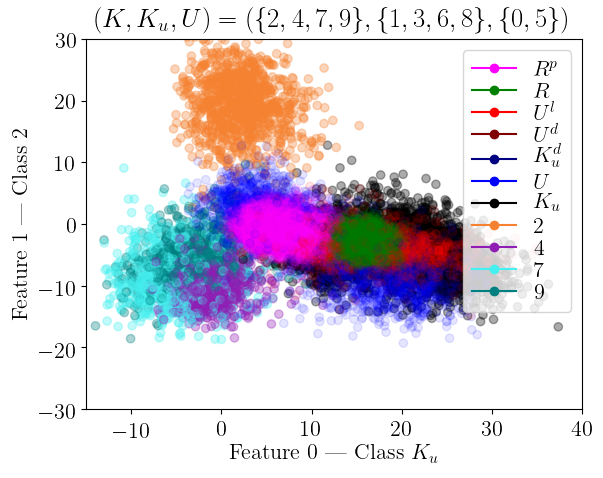 (K, K_u, U) = ({2, 4, 7, 9}, {1, 3, 6, 8}, {0, 5})
30
20
10
0
−10
−20
−30
Feature 1 — Class 2
−10
0
10
20
30
40
Feature 0 — Class K_u
R^p
R
U^l
U^d
K_u^d
U
K_u
2
4
7
9